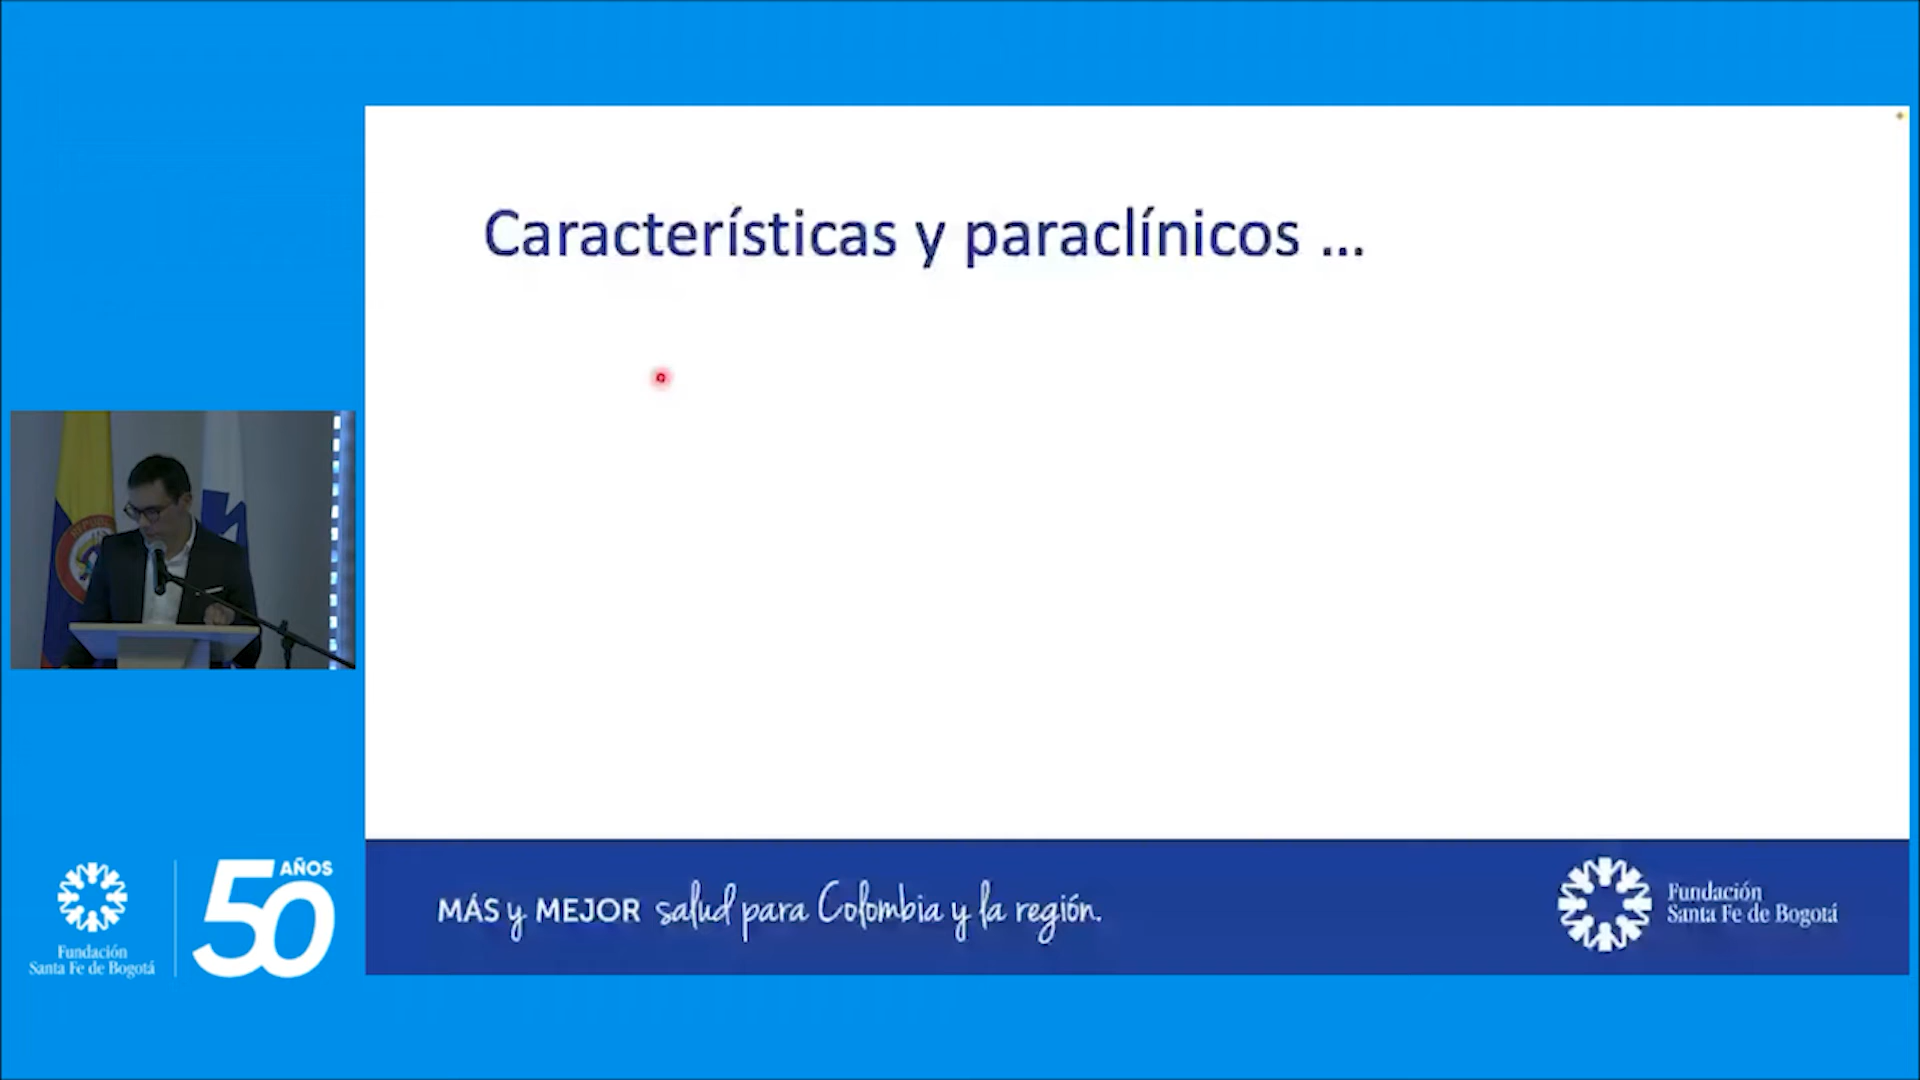 Características y paraclínicos ...
REPÚBL
AÑOS
50
Fundación
Santa Fe de Bogotá
MÁS y MEJOR salud para Colombia y la región.
Fundación
Santa Fe de Bogotá